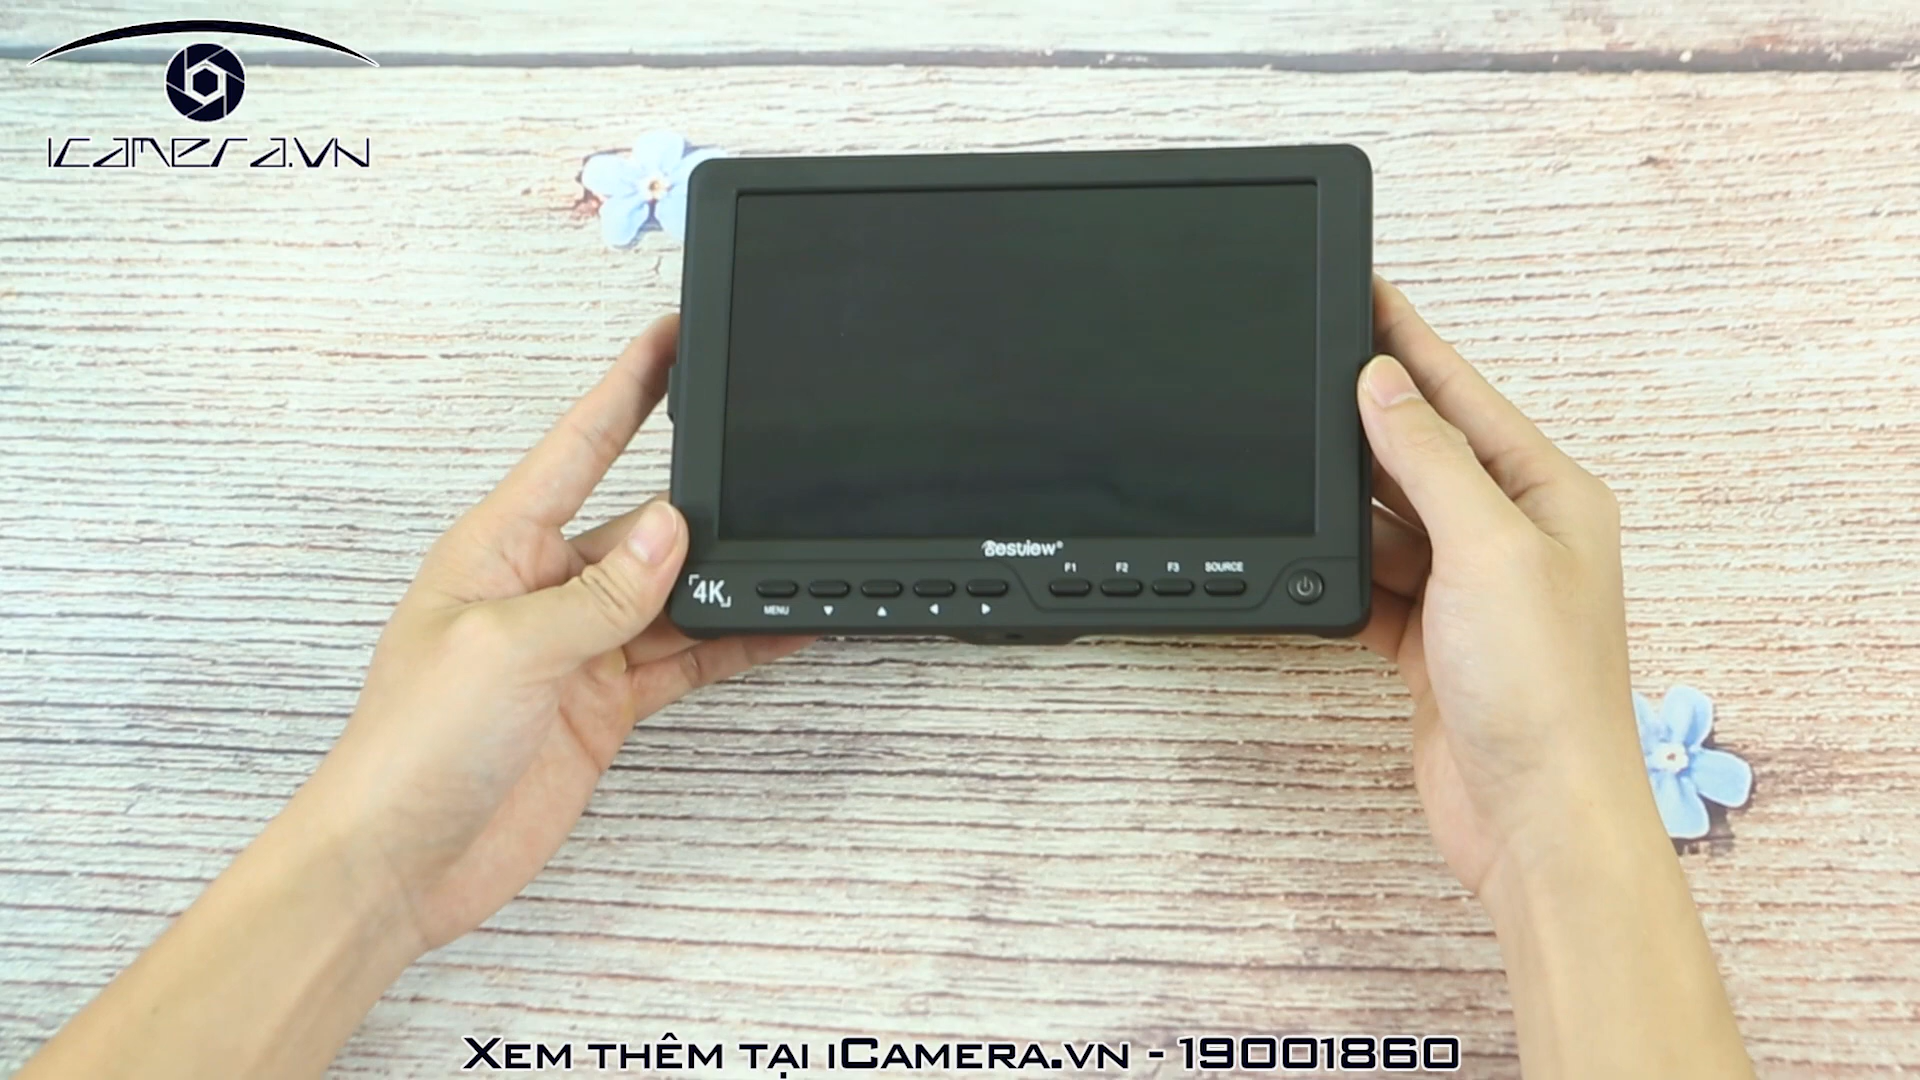 iCamera.vn
Bestview®
F1 F2 F3 SOURCE
4K
MENU ▼ ▲ ◀ ▶
Xem thêm tại iCamera.vn - 19001860